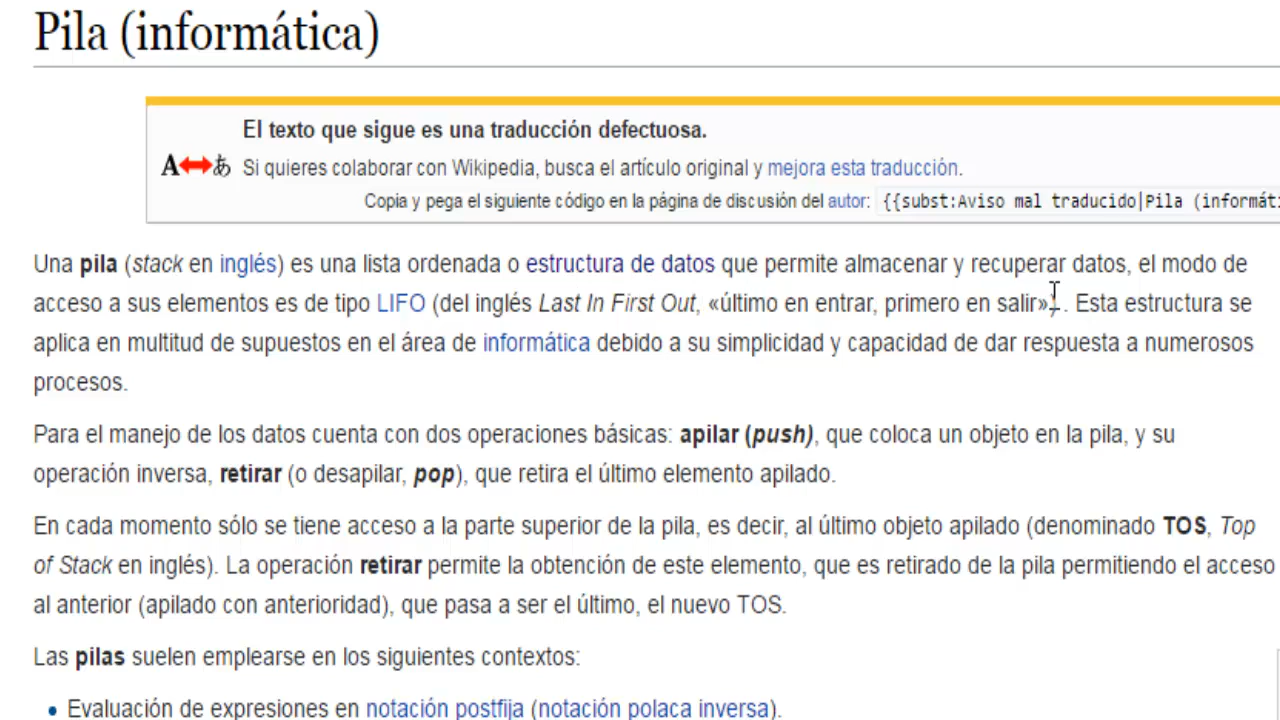 Pila (informática)
El texto que sigue es una traducción defectuosa.
A あ Si quieres colaborar con Wikipedia, busca el artículo original y mejora esta traducción.
Copia y pega el siguiente código en la página de discusión del autor: {{subst:Aviso mal traducido|Pila (informáti
Una pila (stack en inglés) es una lista ordenada o estructura de datos que permite almacenar y recuperar datos, el modo de
acceso a sus elementos es de tipo LIFO (del inglés Last In First Out, «último en entrar, primero en salir») . Esta estructura se
aplica en multitud de supuestos en el área de informática debido a su simplicidad y capacidad de dar respuesta a numerosos
procesos.
Para el manejo de los datos cuenta con dos operaciones básicas: apilar (push), que coloca un objeto en la pila, y su
operación inversa, retirar (o desapilar, pop), que retira el último elemento apilado.
En cada momento sólo se tiene acceso a la parte superior de la pila, es decir, al último objeto apilado (denominado TOS, Top
of Stack en inglés). La operación retirar permite la obtención de este elemento, que es retirado de la pila permitiendo el acceso
al anterior (apilado con anterioridad), que pasa a ser el último, el nuevo TOS.
Las pilas suelen emplearse en los siguientes contextos:
• Evaluación de expresiones en notación postfija (notación polaca inversa).